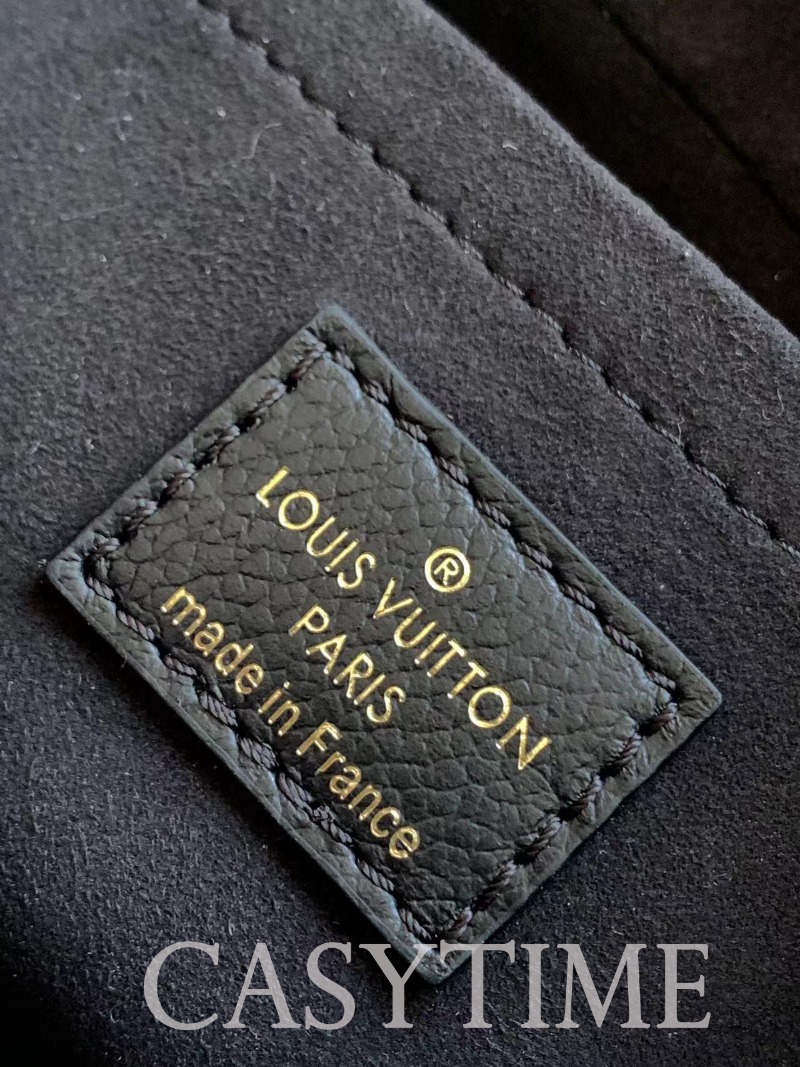 ®
LOUIS VUITTON
PARIS
made in France
CASYTIME